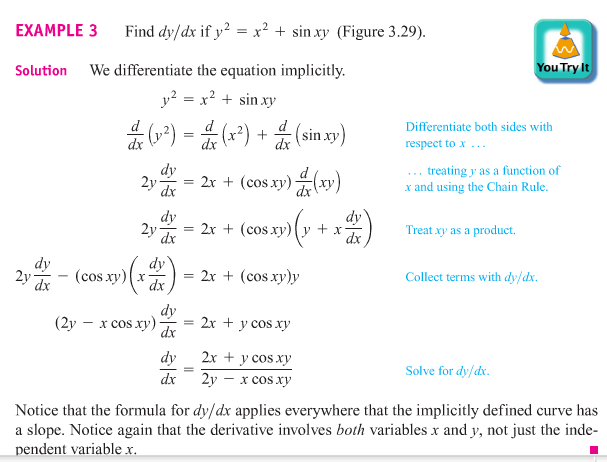 EXAMPLE 3 Find dy/dx if y² = x² + sin xy (Figure 3.29).
You Try It
Solution We differentiate the equation implicitly.
y² = x² + sin xy
d/dx (y²) = d/dx (x²) + d/dx (sin xy)
Differentiate both sides with
respect to x . . .
2y dy/dx = 2x + (cos xy) d/dx (xy)
. . . treating y as a function of
x and using the Chain Rule.
2y dy/dx = 2x + (cos xy)(y + x dy/dx)
Treat xy as a product.
2y dy/dx − (cos xy)(x dy/dx) = 2x + (cos xy)y
Collect terms with dy/dx.
(2y − x cos xy) dy/dx = 2x + y cos xy
dy/dx = (2x + y cos xy)/(2y − x cos xy)
Solve for dy/dx.
Notice that the formula for dy/dx applies everywhere that the implicitly defined curve has
a slope. Notice again that the derivative involves both variables x and y, not just the inde-
pendent variable x.